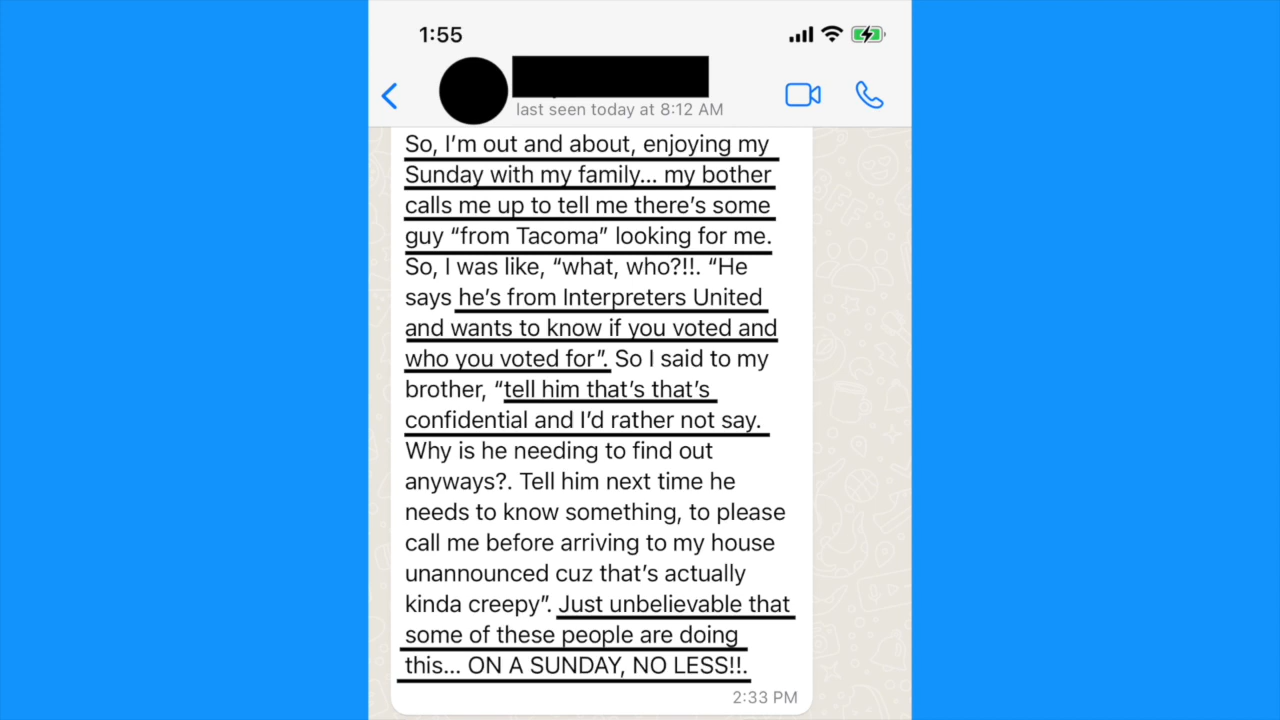 1:55
last seen today at 8:12 AM
So, I'm out and about, enjoying my
Sunday with my family... my bother
calls me up to tell me there's some
guy “from Tacoma” looking for me.
So, I was like, “what, who?!!. “He
says he's from Interpreters United
and wants to know if you voted and
who you voted for”. So I said to my
brother, “tell him that's that's
confidential and I'd rather not say.
Why is he needing to find out
anyways?. Tell him next time he
needs to know something, to please
call me before arriving to my house
unannounced cuz that's actually
kinda creepy”. Just unbelievable that
some of these people are doing
this... ON A SUNDAY, NO LESS!!.
2:33 PM